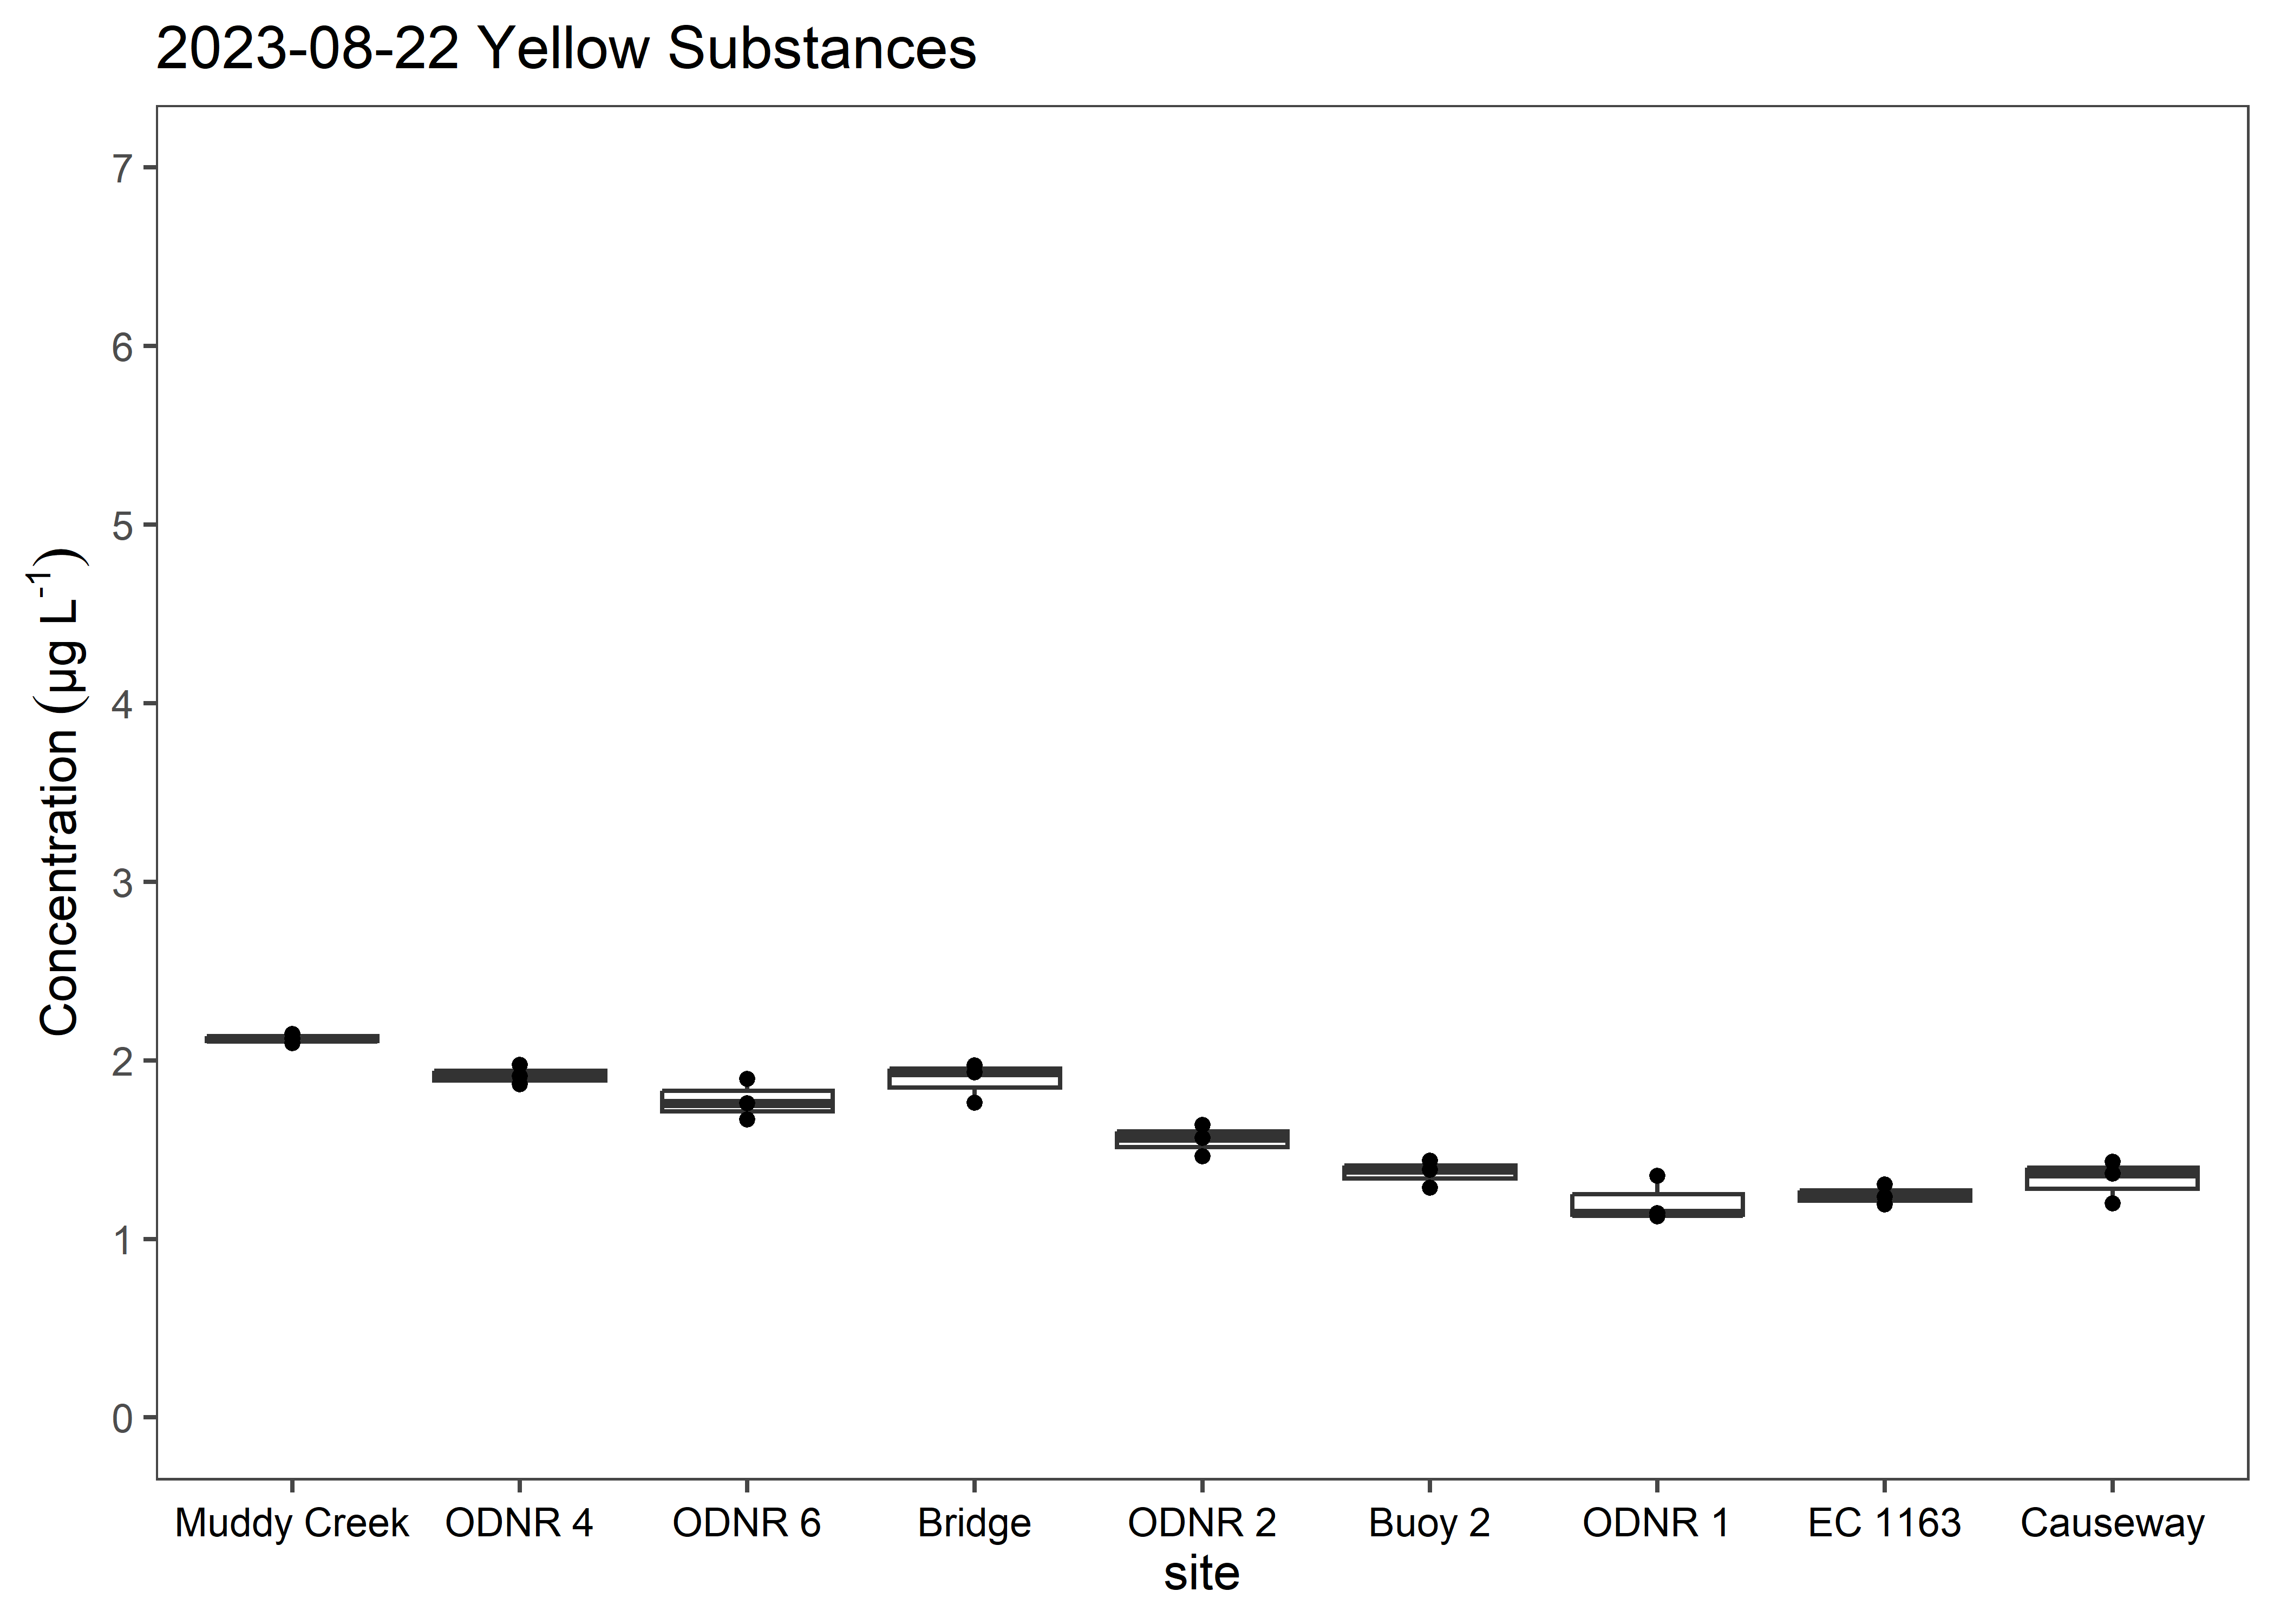 2023-08-22 Yellow Substances
Concentration (µg L⁻¹)
7
6
5
4
3
2
1
0
Muddy Creek ODNR 4 ODNR 6 Bridge ODNR 2 Buoy 2 ODNR 1 EC 1163 Causeway
site